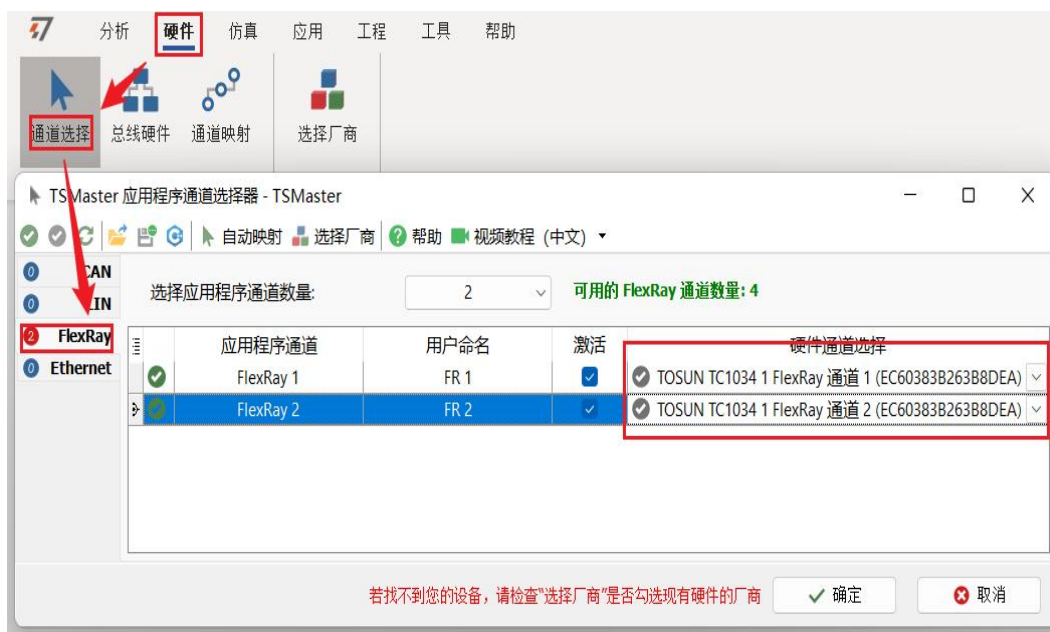 分析 硬件 仿真 应用 工程 工具 帮助
通道选择 总线硬件 通道映射 选择厂商
TSMaster 应用程序通道选择器 - TSMaster
自动映射 选择厂商 帮助 视频教程 (中文)
0 CAN
选择应用程序通道数量: 2 可用的 FlexRay 通道数量: 4
0 LIN
2 FlexRay
应用程序通道 用户命名 激活 硬件通道选择
0 Ethernet
FlexRay 1 FR 1 TOSUN TC1034 1 FlexRay 通道 1 (EC60383B263B8DEA)
FlexRay 2 FR 2 TOSUN TC1034 1 FlexRay 通道 2 (EC60383B263B8DEA)
若找不到您的设备，请检查"选择厂商"是否勾选现有硬件的厂商 确定 取消